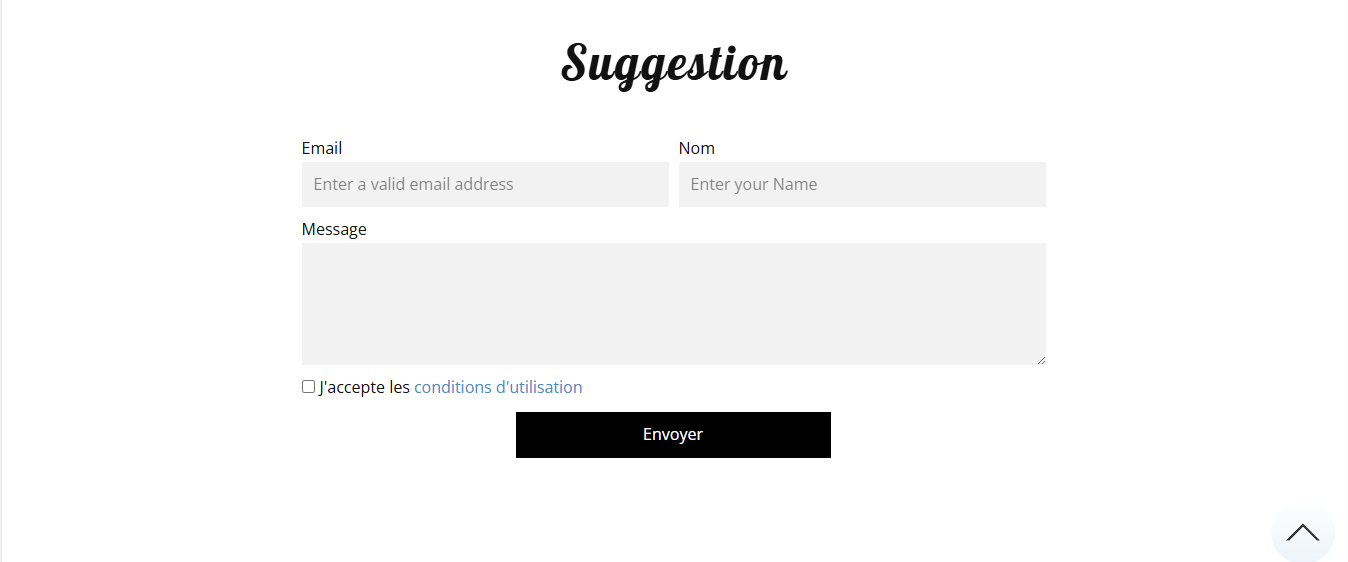 Suggestion
Email
Nom
Enter a valid email address
Enter your Name
Message
J'accepte les conditions d'utilisation
Envoyer